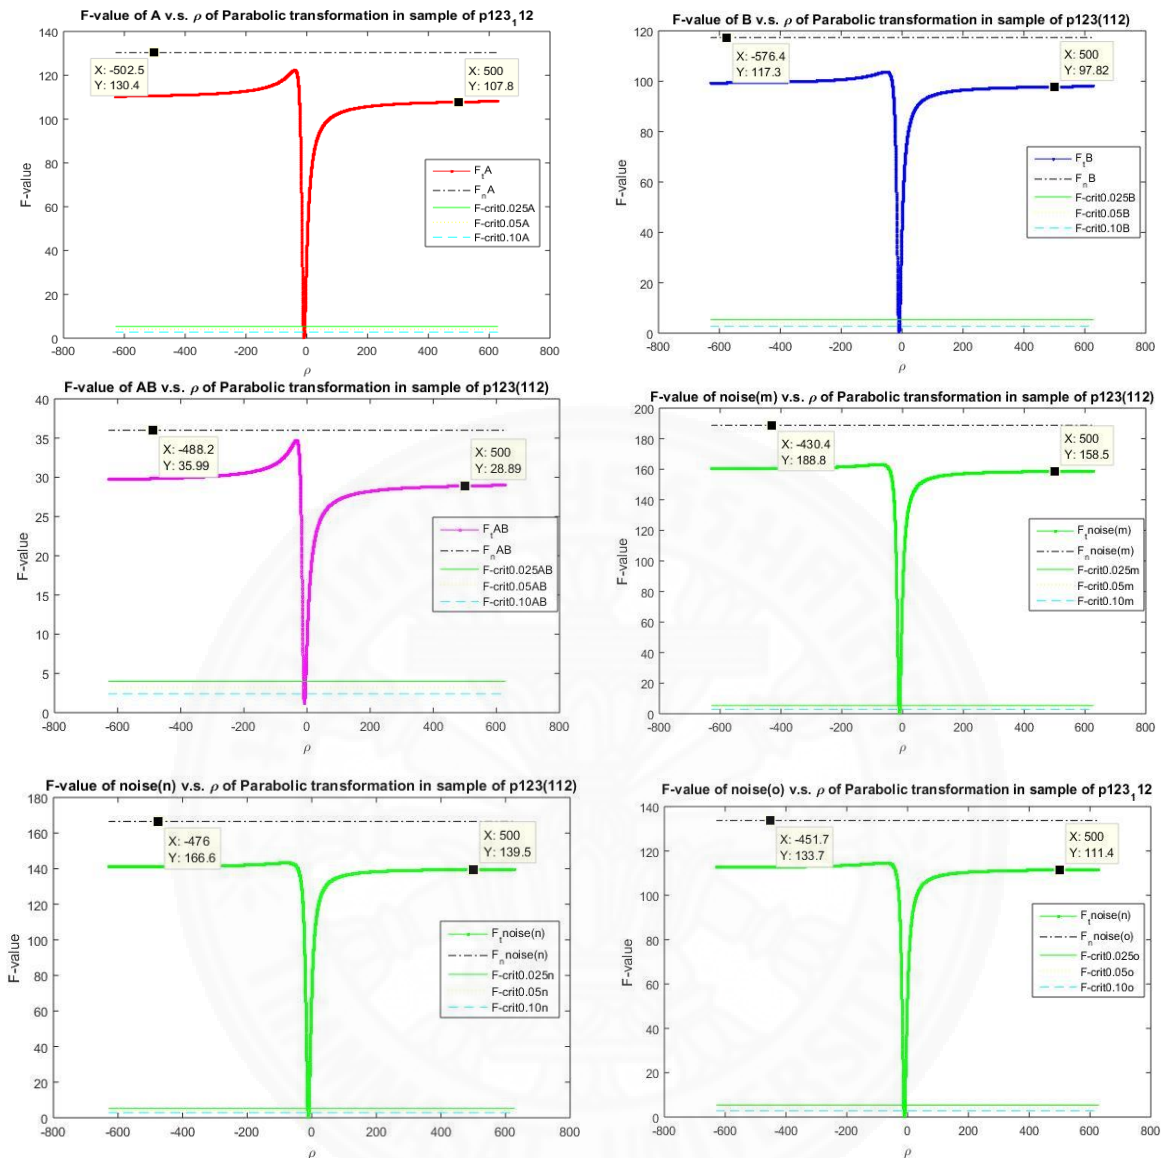 F-value of A v.s. ρ of Parabolic transformation in sample of p123₁12
140
120
100
80
60
40
20
0
F-value
X: -502.5
Y: 130.4
X: 500
Y: 107.8
FₜA
FₙA
F-crit0.025A
F-crit0.05A
F-crit0.10A
-800 -600 -400 -200 0 200 400 600 800
ρ
F-value of B v.s. ρ of Parabolic transformation in sample of p123(112)
120
100
80
60
40
20
0
F-value
X: -576.4
Y: 117.3
X: 500
Y: 97.82
FₜB
FₙB
F-crit0.025B
F-crit0.05B
F-crit0.10B
-800 -600 -400 -200 0 200 400 600 800
ρ
F-value of AB v.s. ρ of Parabolic transformation in sample of p123(112)
40
35
30
25
20
15
10
5
0
F-value
X: -488.2
Y: 35.99
X: 500
Y: 28.89
FₜAB
FₙAB
F-crit0.025AB
F-crit0.05AB
F-crit0.10AB
-800 -600 -400 -200 0 200 400 600 800
ρ
F-value of noise(m) v.s. ρ of Parabolic transformation in sample of p123(112)
200
180
160
140
120
100
80
60
40
20
0
F-value
X: -430.4
Y: 188.8
X: 500
Y: 158.5
Fₜnoise(m)
Fₙnoise(m)
F-crit0.025m
F-crit0.05m
F-crit0.10m
-800 -600 -400 -200 0 200 400 600 800
ρ
F-value of noise(n) v.s. ρ of Parabolic transformation in sample of p123(112)
180
160
140
120
100
80
60
40
20
0
F-value
X: -476
Y: 166.6
X: 500
Y: 139.5
Fₜnoise(n)
Fₙnoise(n)
F-crit0.025n
F-crit0.05n
F-crit0.10n
-800 -600 -400 -200 0 200 400 600 800
ρ
F-value of noise(o) v.s. ρ of Parabolic transformation in sample of p123₁12
140
120
100
80
60
40
20
0
F-value
X: -451.7
Y: 133.7
X: 500
Y: 111.4
Fₜnoise(n)
Fₙnoise(o)
F-crit0.025o
F-crit0.05o
F-crit0.10o
-800 -600 -400 -200 0 200 400 600 800
ρ